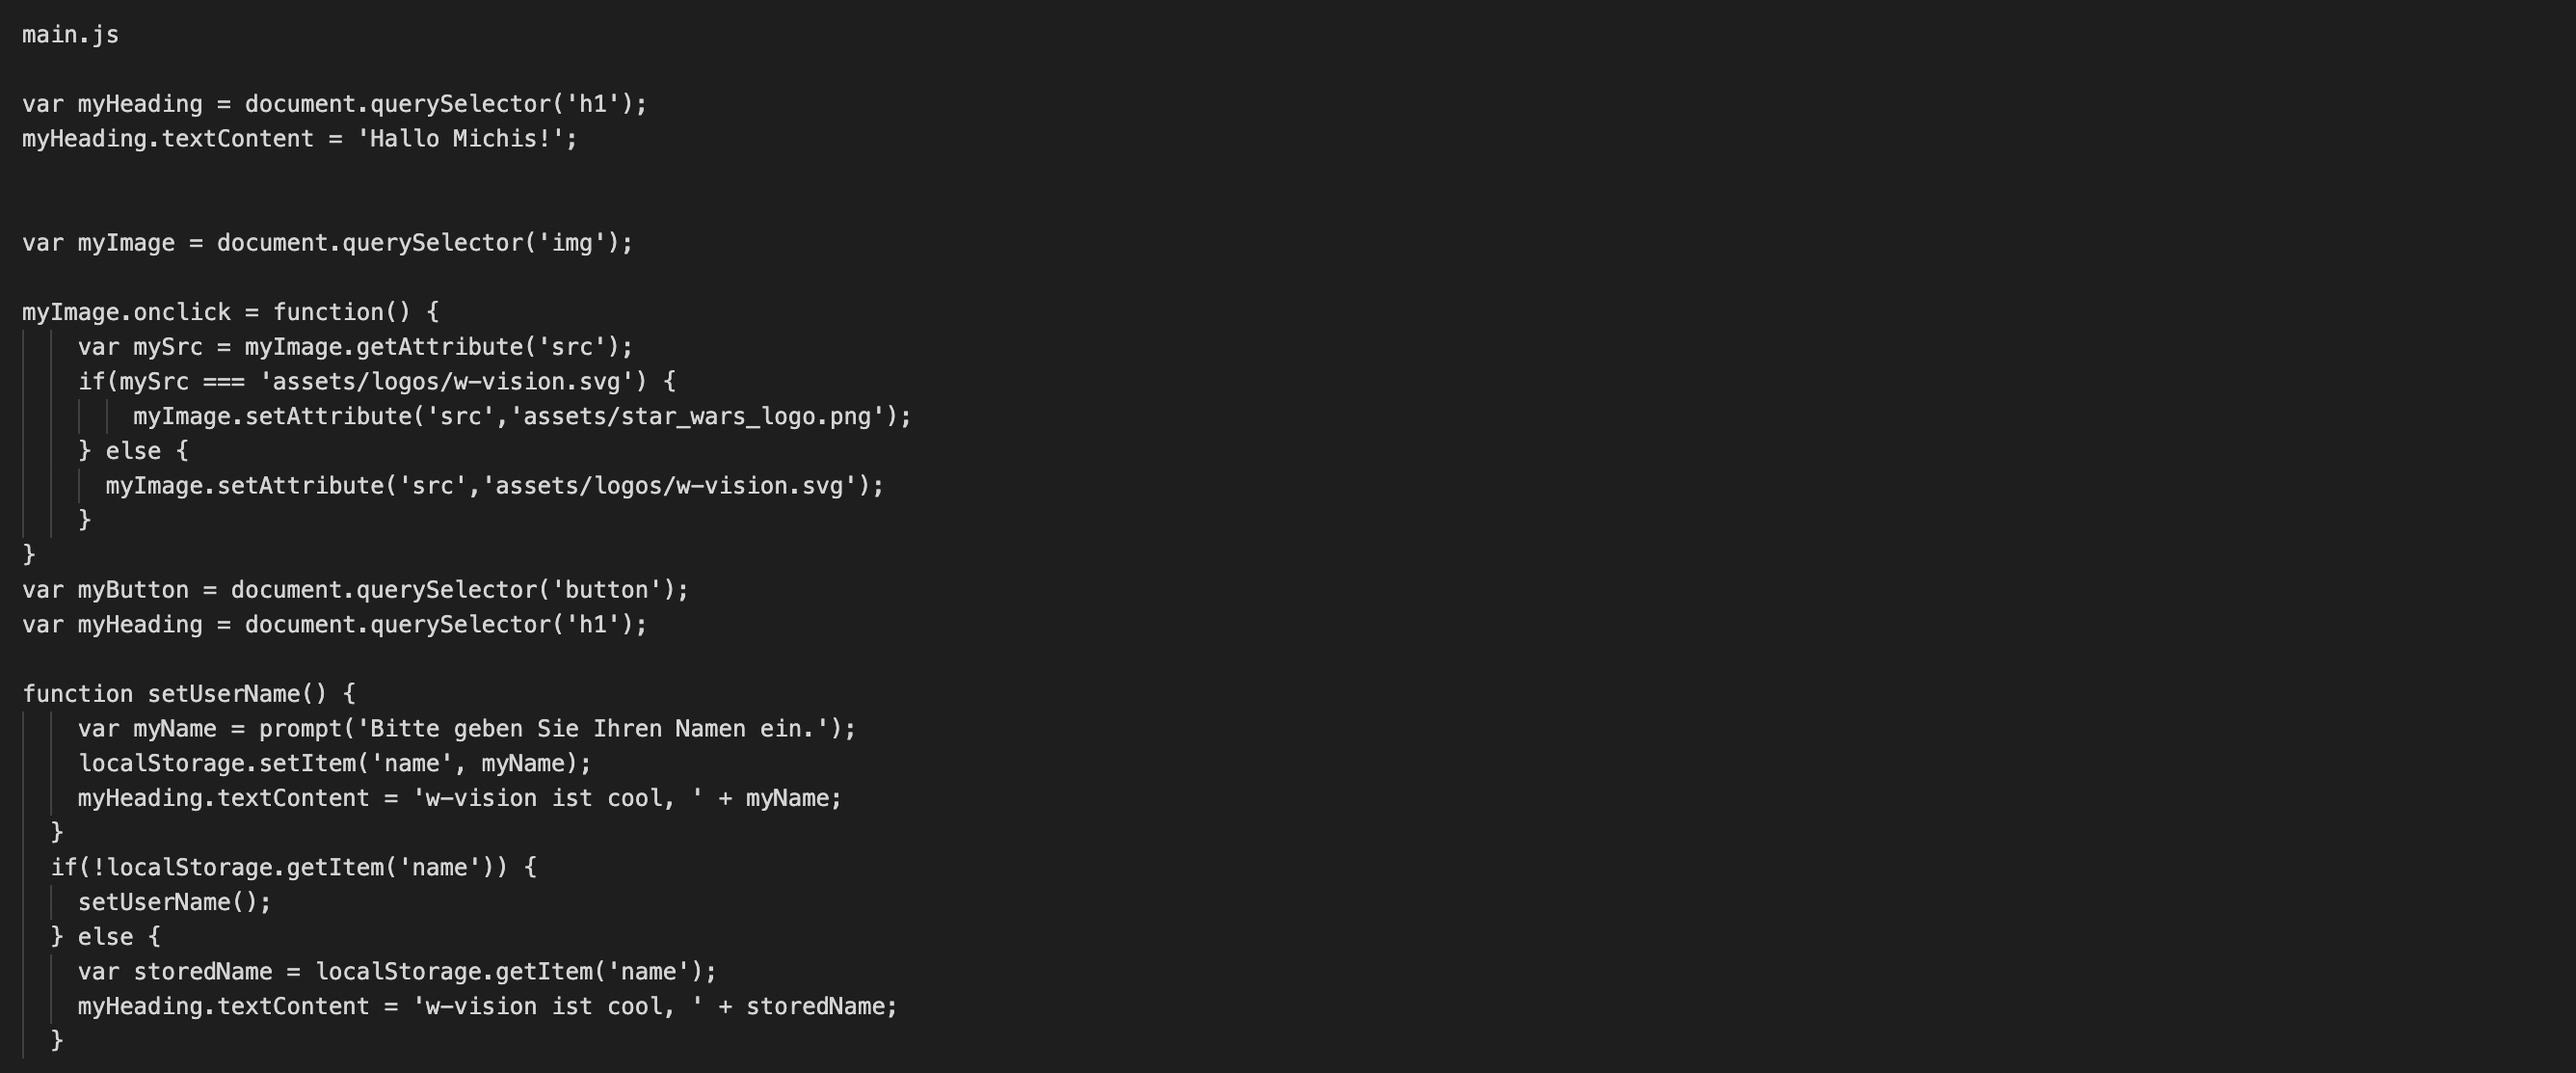 main.js
var myHeading = document.querySelector('h1');
myHeading.textContent = 'Hallo Michis!';
var myImage = document.querySelector('img');
myImage.onclick = function() {
var mySrc = myImage.getAttribute('src');
if(mySrc === 'assets/logos/w-vision.svg') {
myImage.setAttribute('src','assets/star_wars_logo.png');
} else {
myImage.setAttribute('src','assets/logos/w-vision.svg');
}
}
var myButton = document.querySelector('button');
var myHeading = document.querySelector('h1');
function setUserName() {
var myName = prompt('Bitte geben Sie Ihren Namen ein.');
localStorage.setItem('name', myName);
myHeading.textContent = 'w-vision ist cool, ' + myName;
}
if(!localStorage.getItem('name')) {
setUserName();
} else {
var storedName = localStorage.getItem('name');
myHeading.textContent = 'w-vision ist cool, ' + storedName;
}